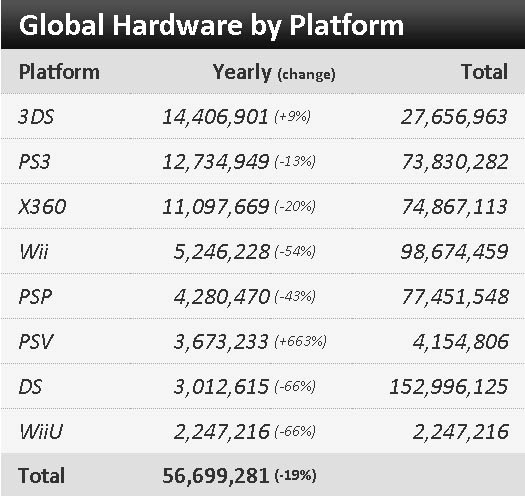 Global Hardware by Platform
Platform Yearly (change) Total
3DS 14,406,901 (+9%) 27,656,963
PS3 12,734,949 (-13%) 73,830,282
X360 11,097,669 (-20%) 74,867,113
Wii 5,246,228 (-54%) 98,674,459
PSP 4,280,470 (-43%) 77,451,548
PSV 3,673,233 (+663%) 4,154,806
DS 3,012,615 (-66%) 152,996,125
WiiU 2,247,216 (-66%) 2,247,216
Total 56,699,281 (-19%)